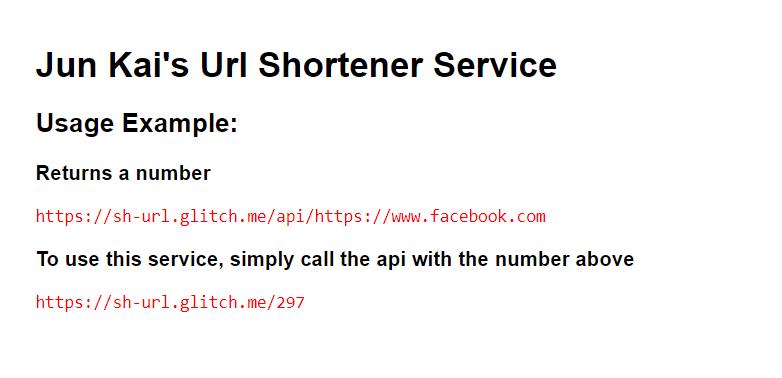 Jun Kai's Url Shortener Service
Usage Example:
Returns a number
https://sh-url.glitch.me/api/https://www.facebook.com
To use this service, simply call the api with the number above
https://sh-url.glitch.me/297